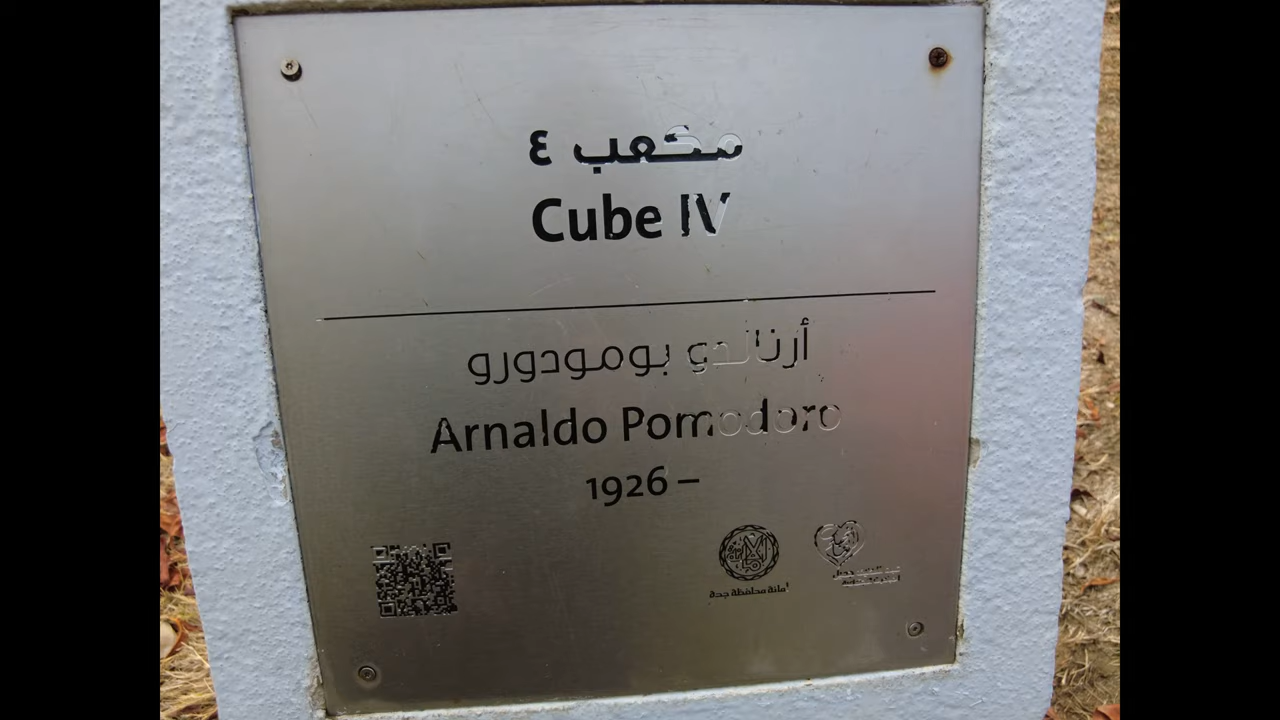 مكعب ٤
Cube IV
أرنالدو بومودورو
Arnaldo Pomodoro
1926 –
أمانة محافظة جدة